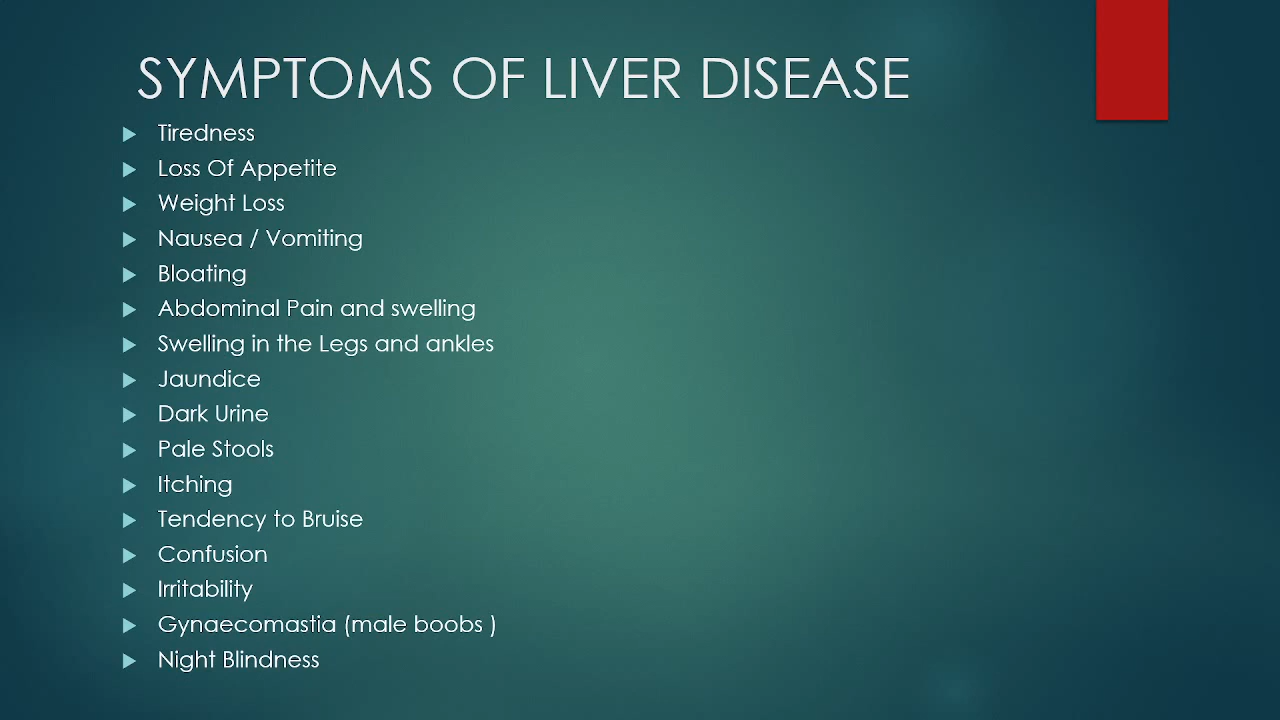 SYMPTOMS OF LIVER DISEASE
Tiredness
Loss Of Appetite
Weight Loss
Nausea / Vomiting
Bloating
Abdominal Pain and swelling
Swelling in the Legs and ankles
Jaundice
Dark Urine
Pale Stools
Itching
Tendency to Bruise
Confusion
Irritability
Gynaecomastia (male boobs )
Night Blindness